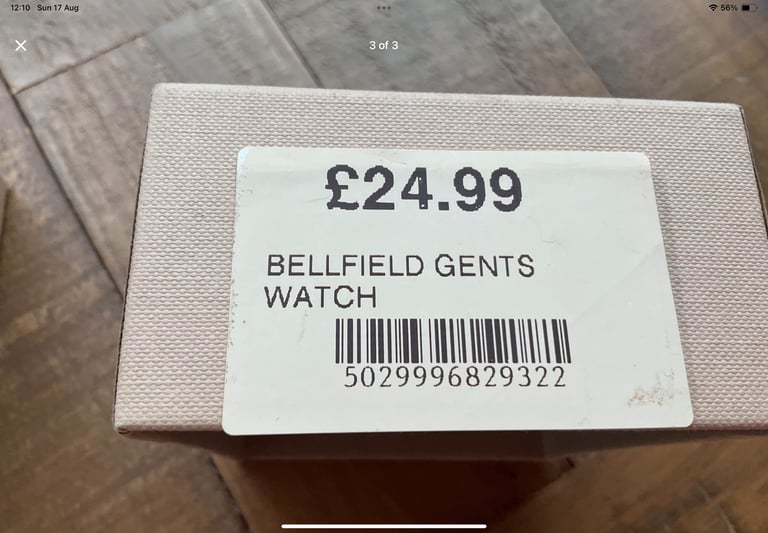 12:10 Sun 17 Aug
56%
3 of 3
£24.99
BELLFIELD GENTS
WATCH
5029996829322